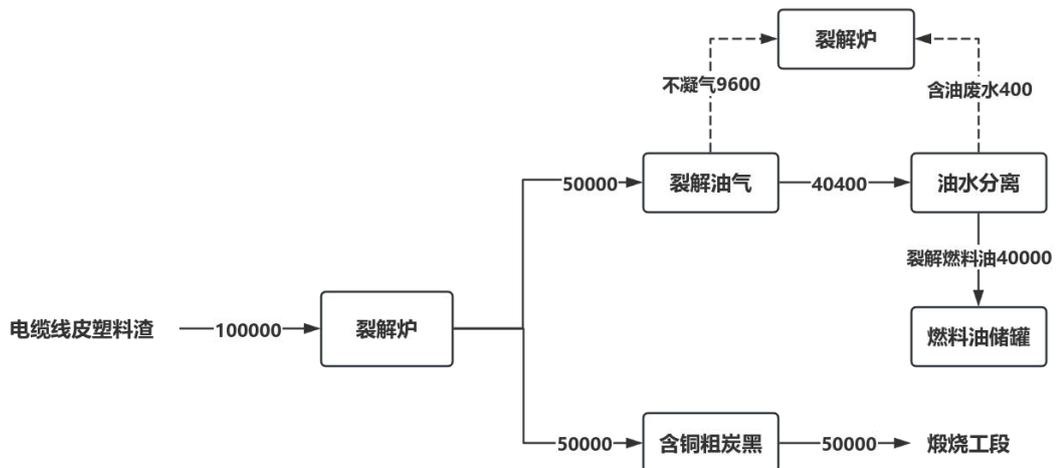 裂解炉
不凝气9600
含油废水400
50000
裂解油气
40400
油水分离
裂解燃料油40000
电缆线皮塑料渣
100000
裂解炉
燃料油储罐
50000
含铜粗炭黑
50000
煅烧工段